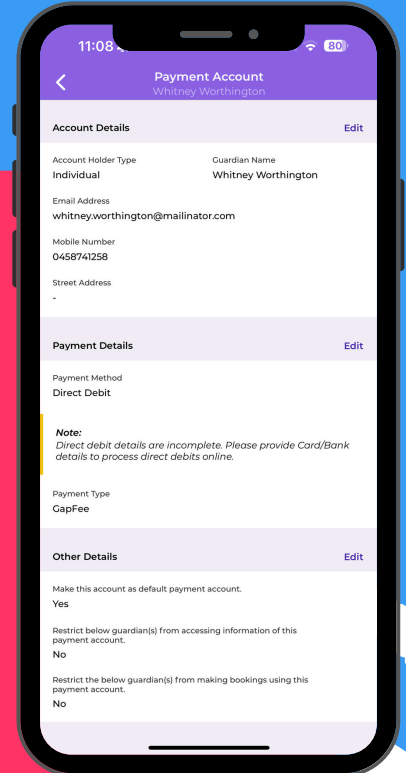 11:08
80
Payment Account
Whitney Worthington
Account Details Edit
Account Holder Type Guardian Name
Individual Whitney Worthington
Email Address
whitney.worthington@mailinator.com
Mobile Number
0458741258
Street Address
-
Payment Details Edit
Payment Method
Direct Debit
Note:
Direct debit details are incomplete. Please provide Card/Bank
details to process direct debits online.
Payment Type
GapFee
Other Details Edit
Make this account as default payment account.
Yes
Restrict below guardian(s) from accessing information of this
payment account.
No
Restrict the below guardian(s) from making bookings using this
payment account.
No